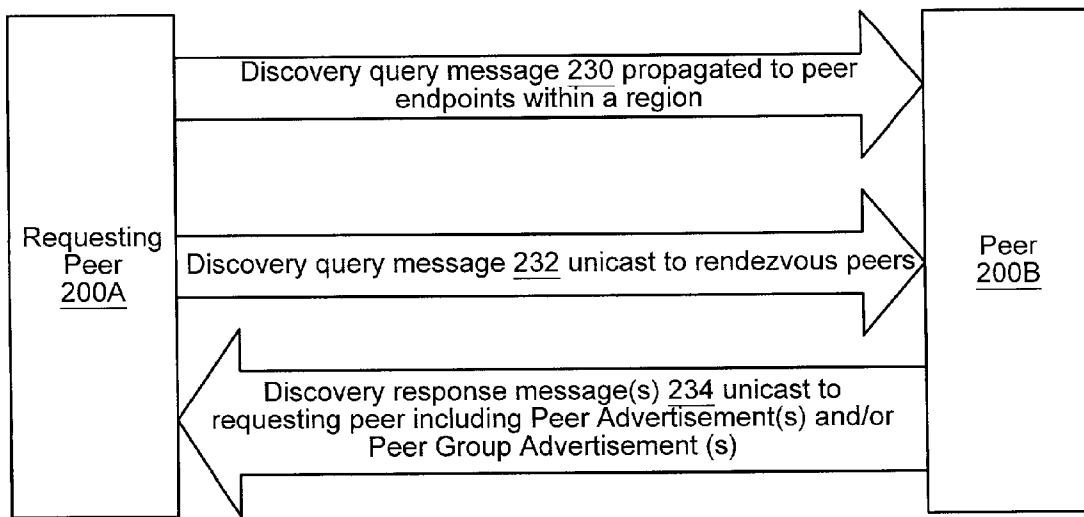 Discovery query message 230 propagated to peer
endpoints within a region
Requesting
Peer
200A
Discovery query message 232 unicast to rendezvous peers
Peer
200B
Discovery response message(s) 234 unicast to
requesting peer including Peer Advertisement(s) and/or
Peer Group Advertisement (s)